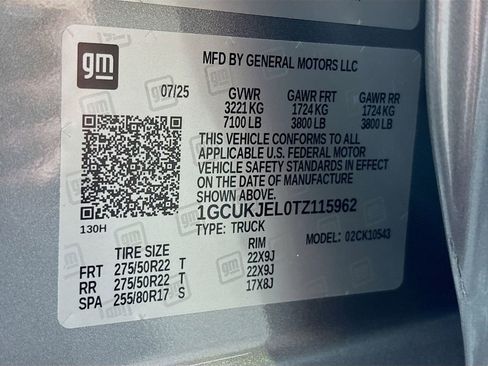 gm
MFD BY GENERAL MOTORS LLC
07/25 GVWR GAWR FRT GAWR RR
3221 KG 1724 KG 1724 KG
7100 LB 3800 LB 3800 LB
THIS VEHICLE CONFORMS TO ALL
APPLICABLE U.S. FEDERAL MOTOR
VEHICLE SAFETY STANDARDS IN EFFECT
ON THE DATE OF MANUFACTURE
SHOWN ABOVE.
1GCUKJEL0TZ115962
130H TYPE: TRUCK MODEL: 02CK10543
TIRE SIZE RIM
FRT 275/50R22 T 22X9J
RR 275/50R22 T 22X9J
SPA 255/80R17 S 17X8J